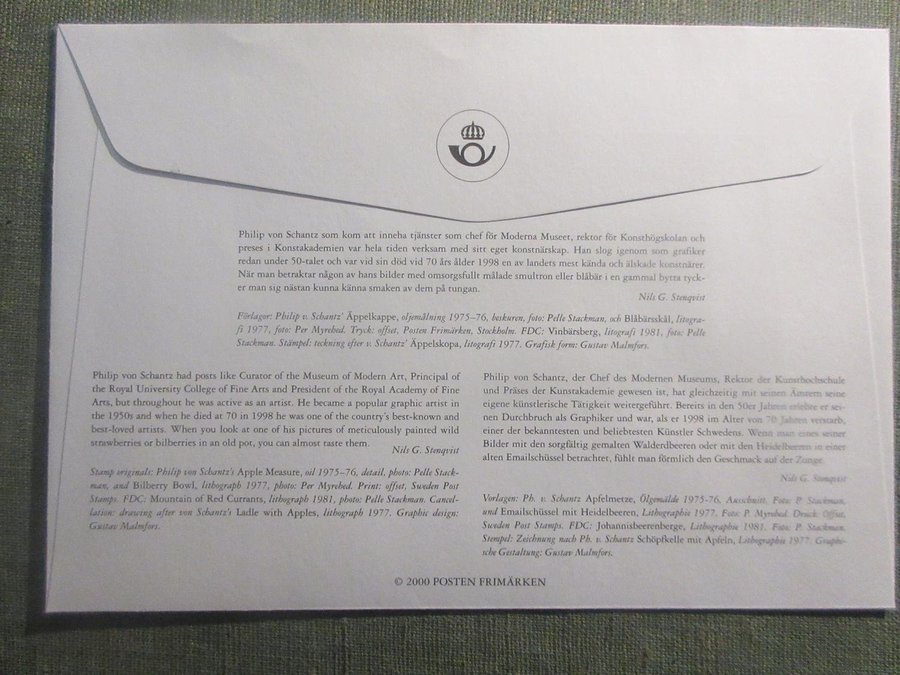 Philip von Schantz som kom att inneha tjänster som chef för Moderna Museet, rektor för Konsthögskolan och
preses i Konstakademien var hela tiden verksam med sitt eget konstnärskap. Han slog igenom som grafiker
redan under 50-talet och var vid sin död vid 70 års ålder 1998 en av landets mest kända och älskade konstnärer.
När man betraktar någon av hans bilder med omsorgsfullt målade smultron eller blåbär i en gammal bytta tyck-
er man sig nästan kunna känna smaken av dem på tungan.
Nils G. Stenqvist
Förlagor: Philip v. Schantz' Äppelkappe, oljemålning 1975–76, beskuren, foto: Pelle Stackman, och Blåbärsskål, litogra-
fi 1977, foto: Per Myrehed. Tryck: offset, Posten Frimärken, Stockholm. FDC: Vinbärsberg, litografi 1981, foto: Pelle
Stackman. Stämpel: teckning efter v. Schantz' Äppelskopa, litografi 1977. Grafisk form: Gustav Malmfors.
Philip von Schantz had posts like Curator of the Museum of Modern Art, Principal of
the Royal University College of Fine Arts and President of the Royal Academy of Fine
Arts, but throughout he was active as an artist. He became a popular graphic artist in
the 1950s and when he died at 70 in 1998 he was one of the country's best-known and
best-loved artists. When you look at one of his pictures of meticulously painted wild
strawberries or bilberries in an old pot, you can almost taste them.
Nils G. Stenqvist
Stamp originals: Philip von Schantz's Apple Measure, oil 1975–76, detail, photo: Pelle Stack-
man, and Bilberry Bowl, lithograph 1977, photo: Per Myrehed. Print: offset, Sweden Post
Stamps. FDC: Mountain of Red Currants, lithograph 1981, photo: Pelle Stackman. Cancel-
lation: drawing after von Schantz's Ladle with Apples, lithograph 1977. Graphic design:
Gustav Malmfors.
Philip von Schantz, der Chef des Modernen Museums, Rektor der Kunsthochschule
und Präses der Kunstakademie gewesen ist, hat gleichzeitig mit seinen Ämtern seine
eigene künstlerische Tätigkeit weitergeführt. Bereits in den 50er Jahren erlebte er sei-
nen Durchbruch als Graphiker und war, als er 1998 im Alter von 70 Jahren verstarb,
einer der bekanntesten und beliebtesten Künstler Schwedens. Wenn man eines seiner
Bilder mit den sorgfältig gemalten Walderdbeeren oder mit den Heidelbeeren in einer
alten Emailschüssel betrachtet, fühlt man förmlich den Geschmack auf der Zunge.
Nils G. Stenqvist
Vorlagen: Ph. v. Schantz Apfelmetze, Ölgemälde 1975-76, Ausschnitt. Foto: P. Stackman,
und Emailschüssel mit Heidelbeeren, Lithographie 1977. Foto: P. Myrehed. Druck: Offset,
Sweden Post Stamps. FDC: Johannisbeerenberge, Lithographie 1981. Foto: P. Stackman.
Stempel: Zeichnung nach Ph. v. Schantz Schöpfkelle mit Äpfeln, Lithographie 1977. Graphi-
sche Gestaltung: Gustav Malmfors.
© 2000 POSTEN FRIMÄRKEN